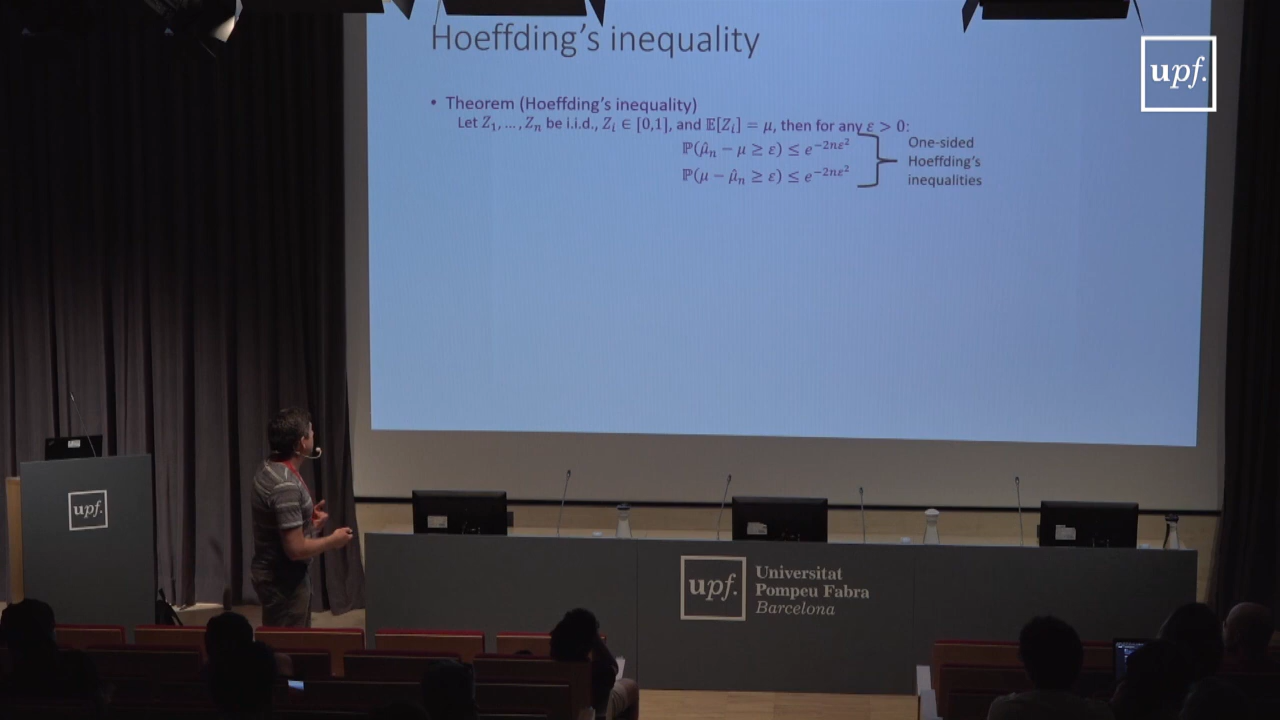 Hoeffding's inequality
upf.
• Theorem (Hoeffding's inequality)
Let Z₁, … , Zₙ be i.i.d., Zᵢ ∈ [0,1], and 𝔼[Zᵢ] = μ, then for any ε > 0:
ℙ(μ̂ₙ − μ ≥ ε) ≤ e^{−2nε²}
ℙ(μ − μ̂ₙ ≥ ε) ≤ e^{−2nε²}
One-sided
Hoeffding's
inequalities
upf.
upf.
Universitat
Pompeu Fabra
Barcelona